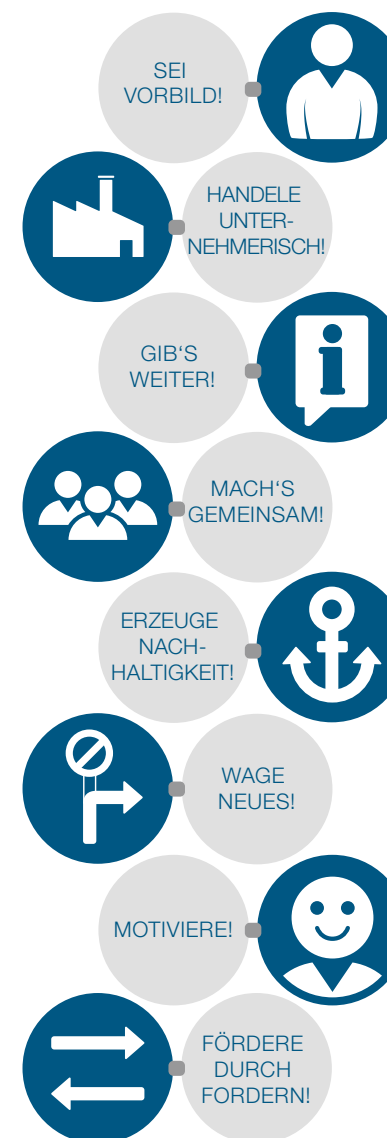 SEI
VORBILD!
HANDELE
UNTER-
NEHMERISCH!
GIB‘S
WEITER!
MACH‘S
GEMEINSAM!
ERZEUGE
NACH-
HALTIGKEIT!
WAGE
NEUES!
MOTIVIERE!
FÖRDERE
DURCH
FORDERN!